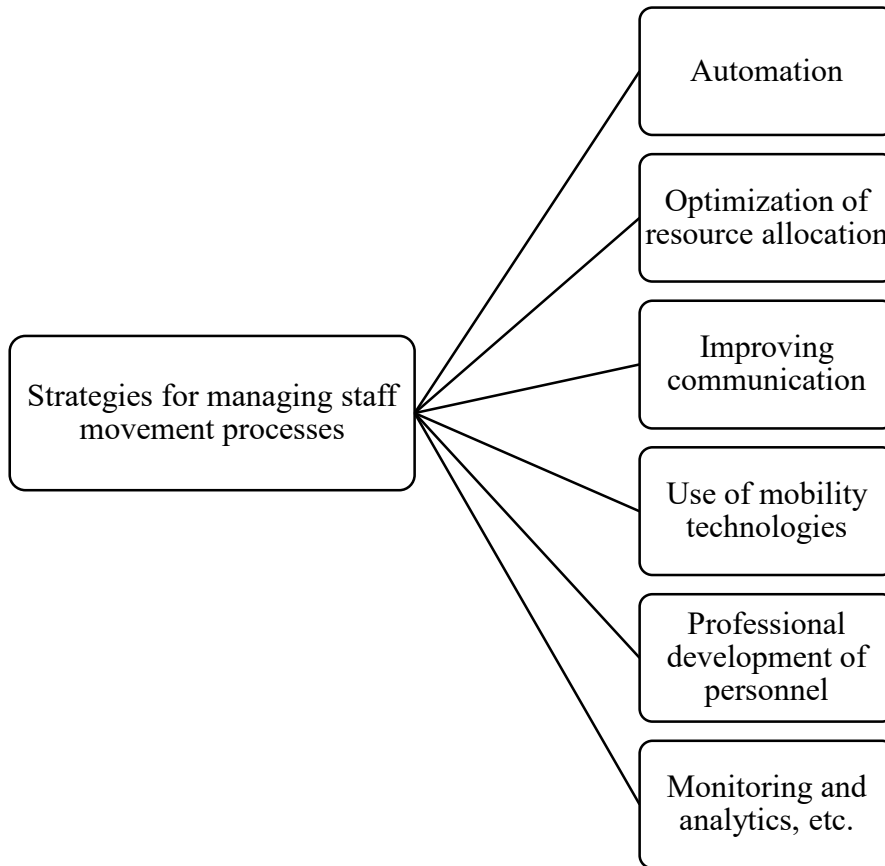 Automation
Optimization of
resource allocation
Improving
communication
Strategies for managing staff
movement processes
Use of mobility
technologies
Professional
development of
personnel
Monitoring and
analytics, etc.